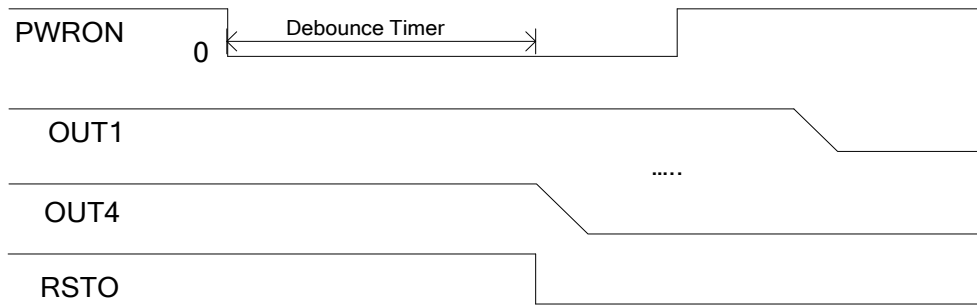 Debounce Timer
PWRON
0
OUT1
.....
OUT4
RSTO